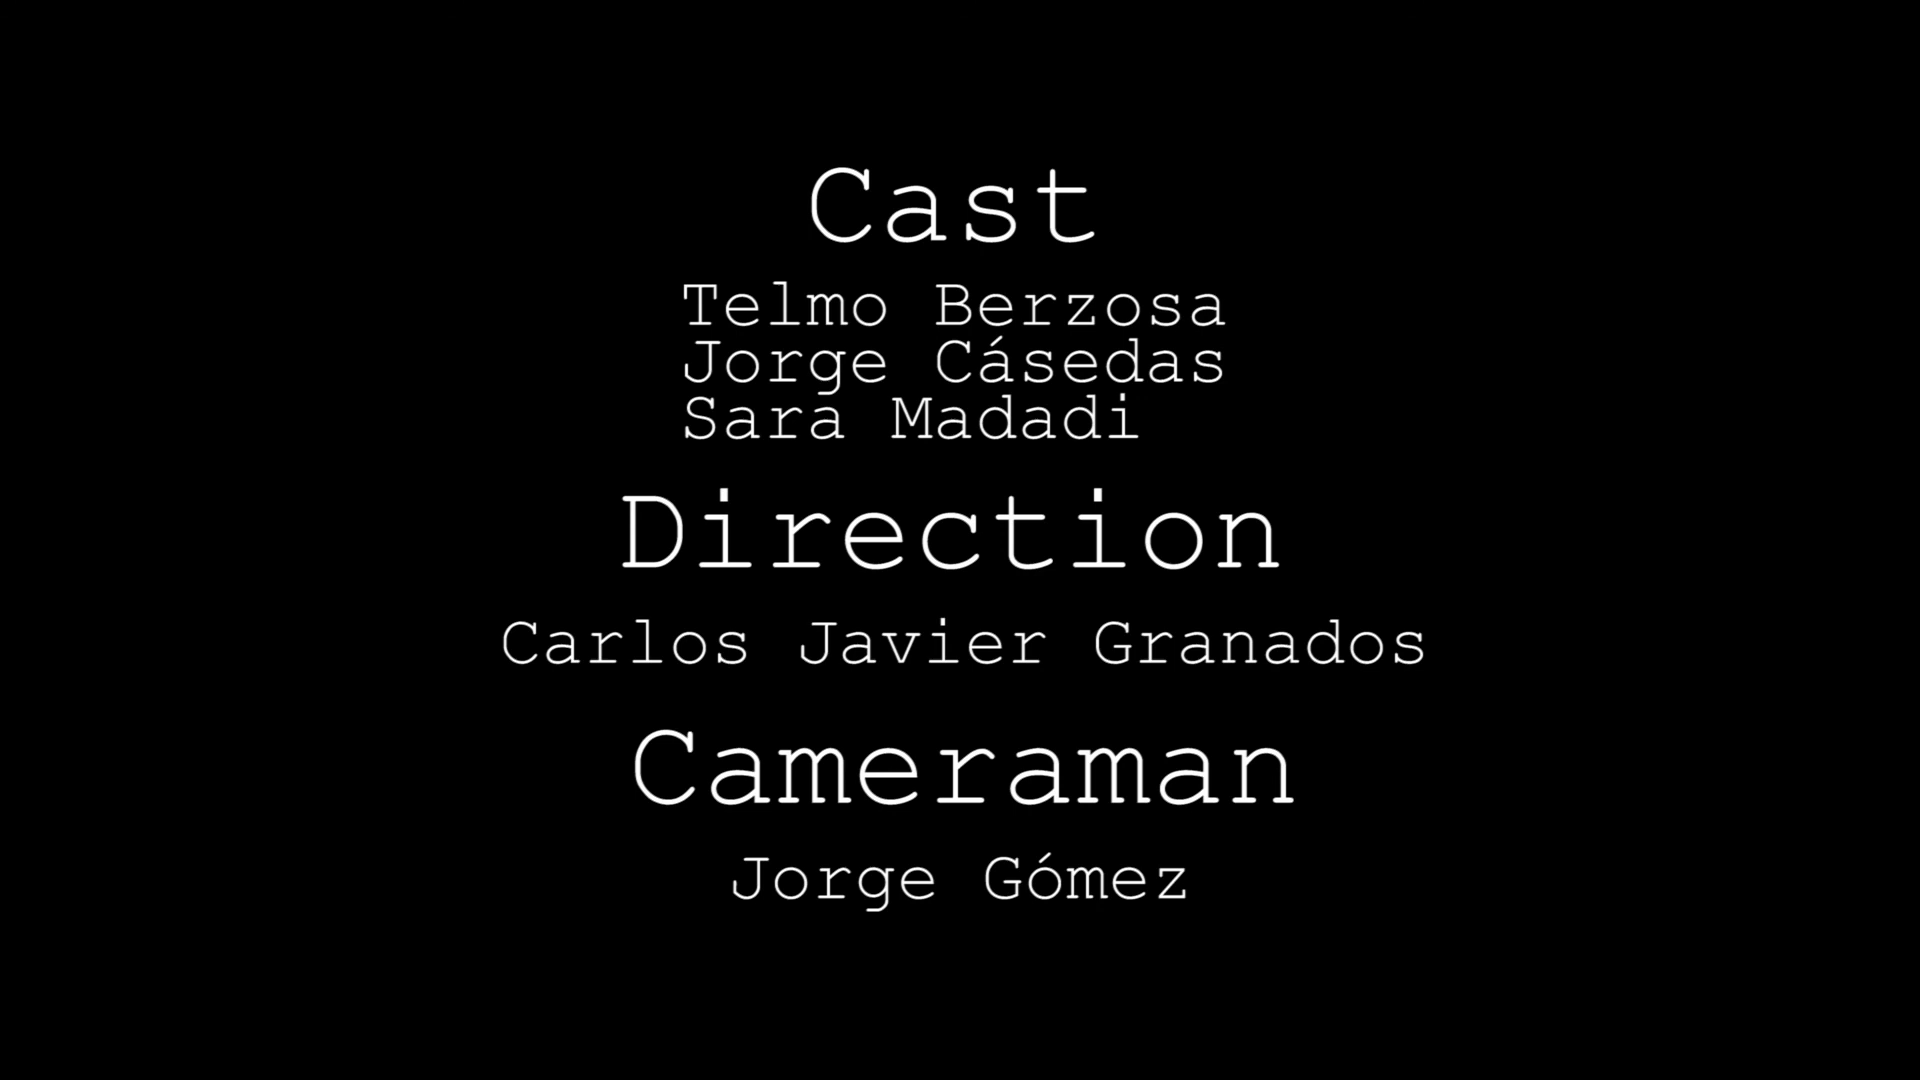 Cast
Telmo Berzosa
Jorge Cásedas
Sara Madadi
Direction
Carlos Javier Granados
Cameraman
Jorge Gómez